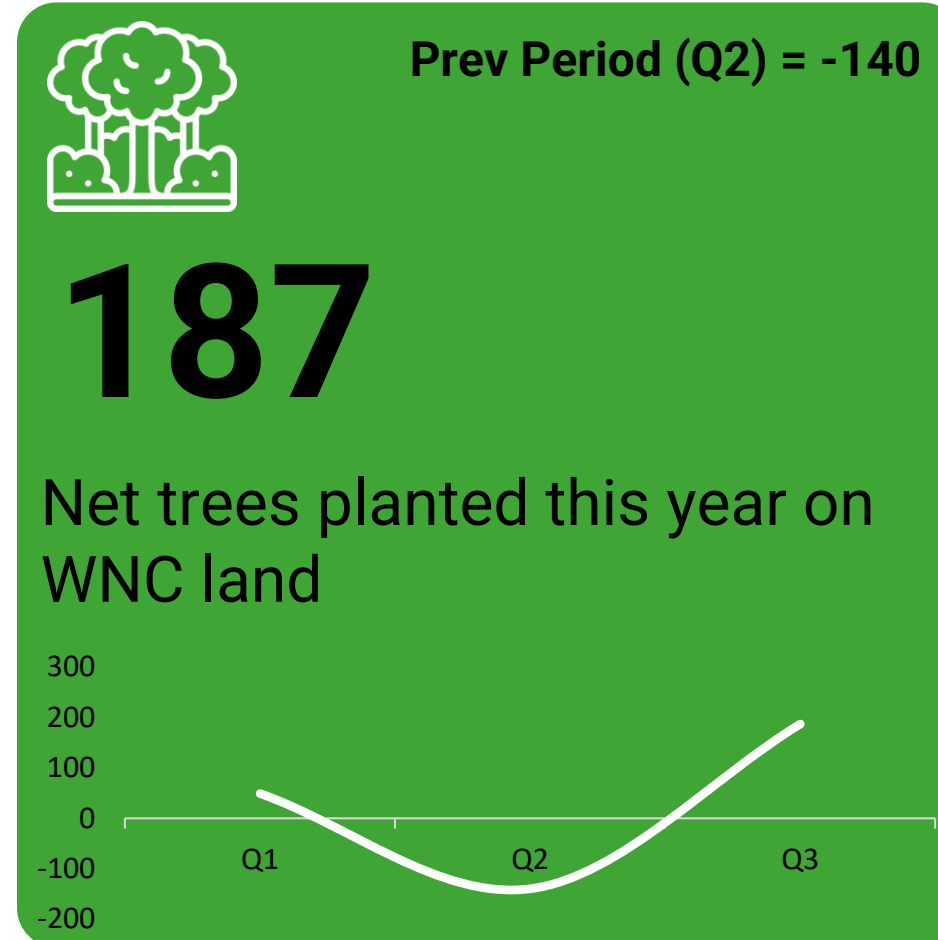 Prev Period (Q2) = -140
187
Net trees planted this year on
WNC land
300
200
100
0
-100
-200
Q1 Q2 Q3